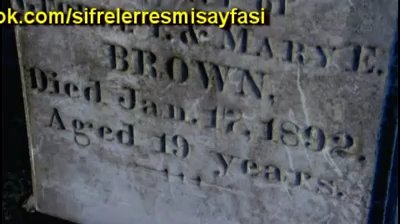 ok.com/sifrelerresmisayfasi
& MARY E.
BROWN,
Died Jan. 17, 1892,
Aged 19 years.